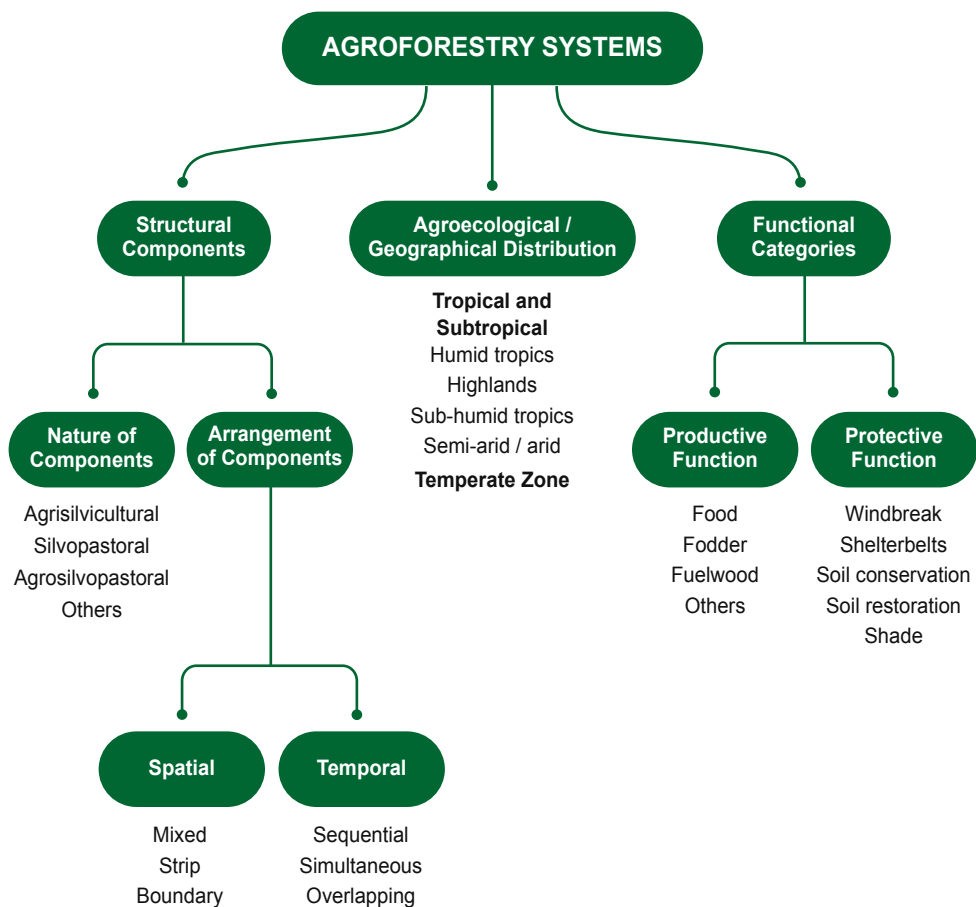 AGROFORESTRY SYSTEMS
Structural
Components
Agroecological /
Geographical Distribution
Functional
Categories
Tropical and
Subtropical
Humid tropics
Highlands
Sub-humid tropics
Semi-arid / arid
Temperate Zone
Nature of
Components
Agrisilvicultural
Silvopastoral
Agrosilvopastoral
Others
Arrangement
of Components
Productive
Function
Food
Fodder
Fuelwood
Others
Protective
Function
Windbreak
Shelterbelts
Soil conservation
Soil restoration
Shade
Spatial
Mixed
Strip
Boundary
Temporal
Sequential
Simultaneous
Overlapping